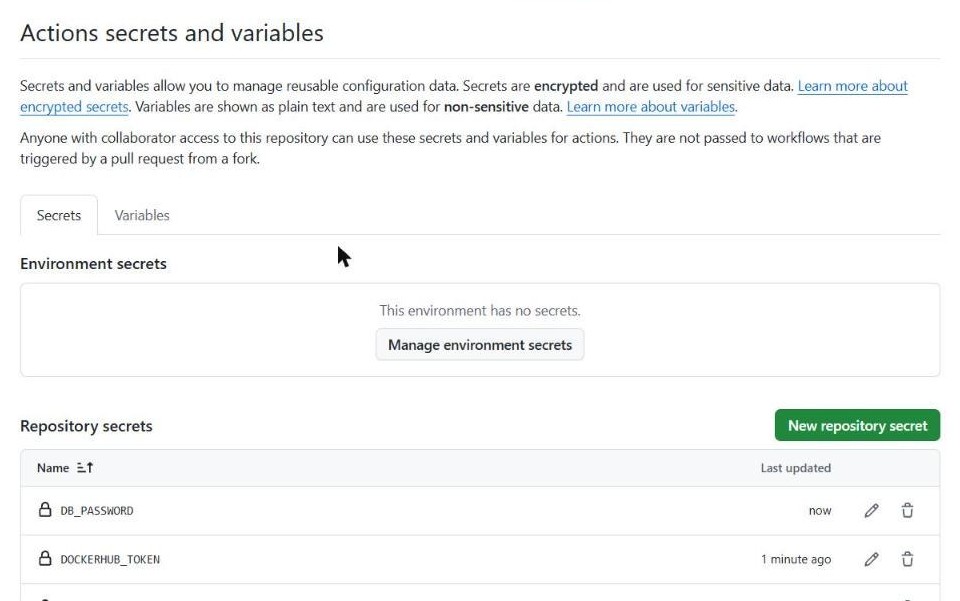 Actions secrets and variables
Secrets and variables allow you to manage reusable configuration data. Secrets are encrypted and are used for sensitive data. Learn more about
encrypted secrets. Variables are shown as plain text and are used for non-sensitive data. Learn more about variables.
Anyone with collaborator access to this repository can use these secrets and variables for actions. They are not passed to workflows that are
triggered by a pull request from a fork.
Secrets Variables
Environment secrets
This environment has no secrets.
Manage environment secrets
Repository secrets New repository secret
Name Last updated
DB_PASSWORD now
DOCKERHUB_TOKEN 1 minute ago